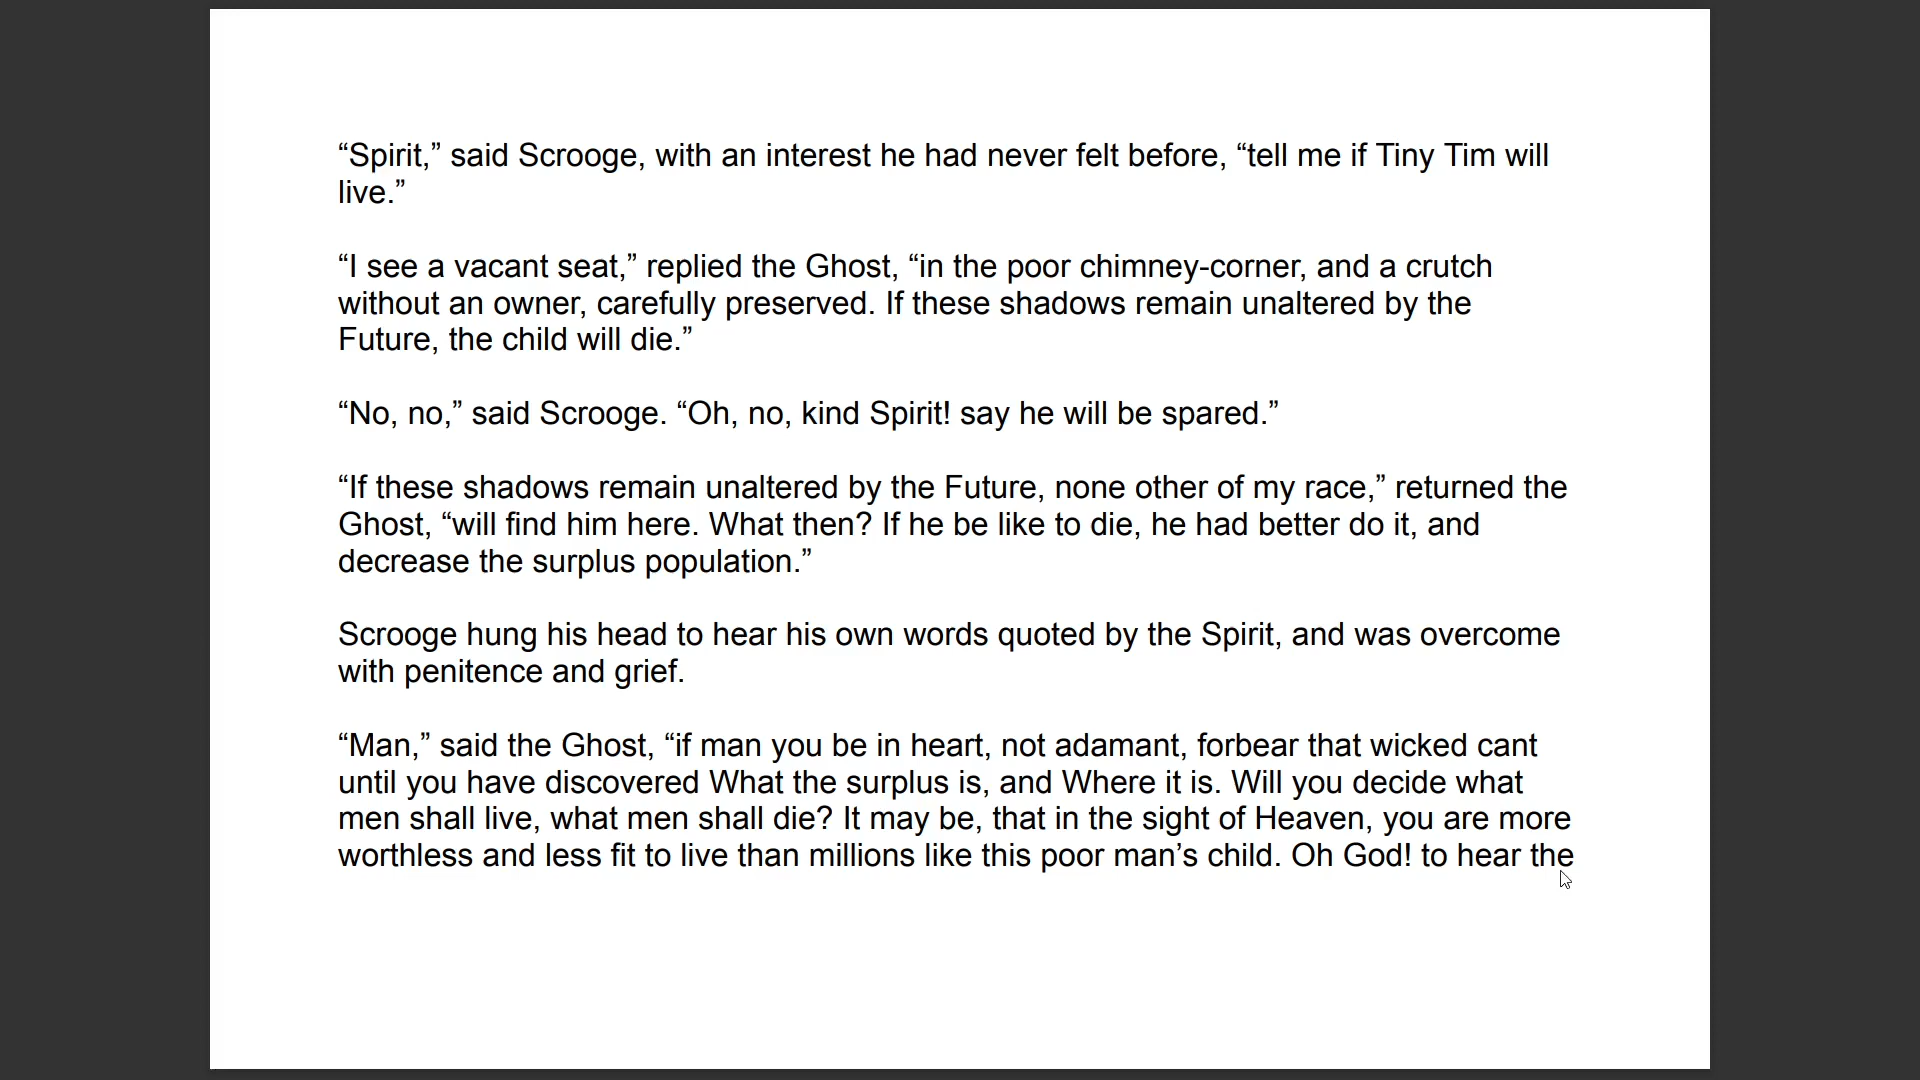 “Spirit,” said Scrooge, with an interest he had never felt before, “tell me if Tiny Tim will
live.”
“I see a vacant seat,” replied the Ghost, “in the poor chimney-corner, and a crutch
without an owner, carefully preserved. If these shadows remain unaltered by the
Future, the child will die.”
“No, no,” said Scrooge. “Oh, no, kind Spirit! say he will be spared.”
“If these shadows remain unaltered by the Future, none other of my race,” returned the
Ghost, “will find him here. What then? If he be like to die, he had better do it, and
decrease the surplus population.”
Scrooge hung his head to hear his own words quoted by the Spirit, and was overcome
with penitence and grief.
“Man,” said the Ghost, “if man you be in heart, not adamant, forbear that wicked cant
until you have discovered What the surplus is, and Where it is. Will you decide what
men shall live, what men shall die? It may be, that in the sight of Heaven, you are more
worthless and less fit to live than millions like this poor man’s child. Oh God! to hear the